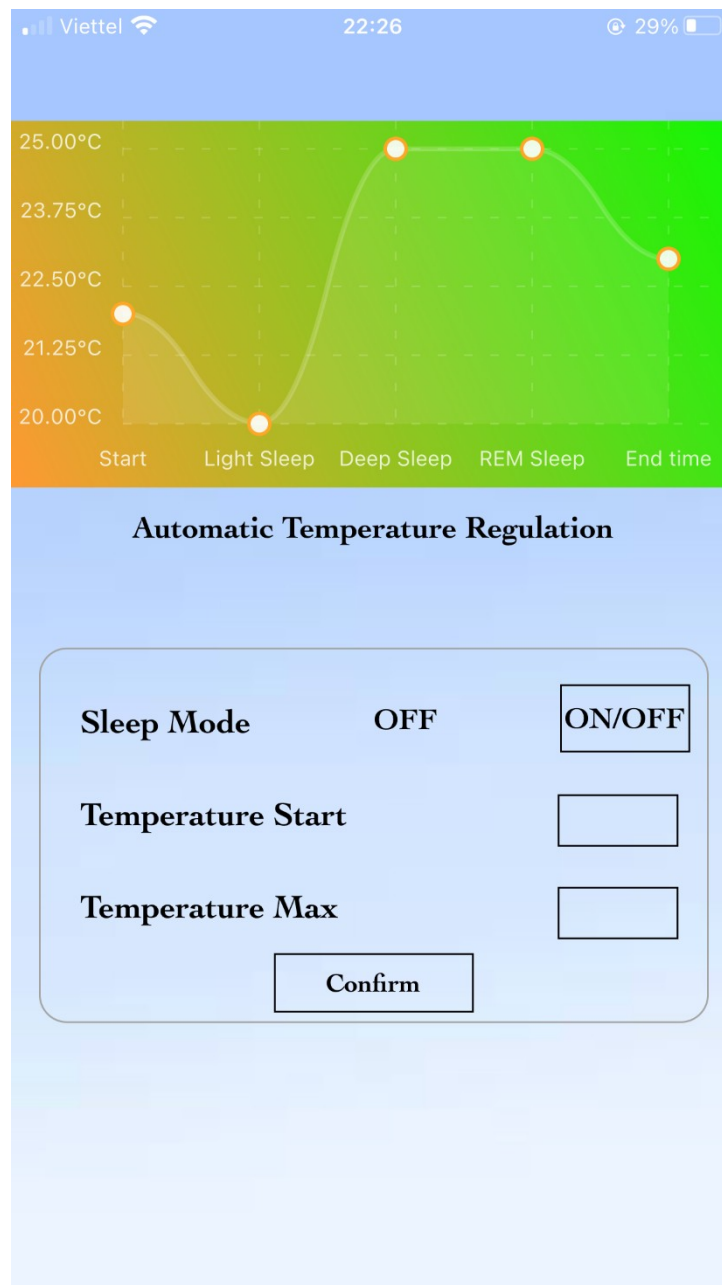 Viettel 22:26 29%
25.00°C
23.75°C
22.50°C
21.25°C
20.00°C
Start Light Sleep Deep Sleep REM Sleep End time
Automatic Temperature Regulation
Sleep Mode OFF ON/OFF
Temperature Start
Temperature Max
Confirm